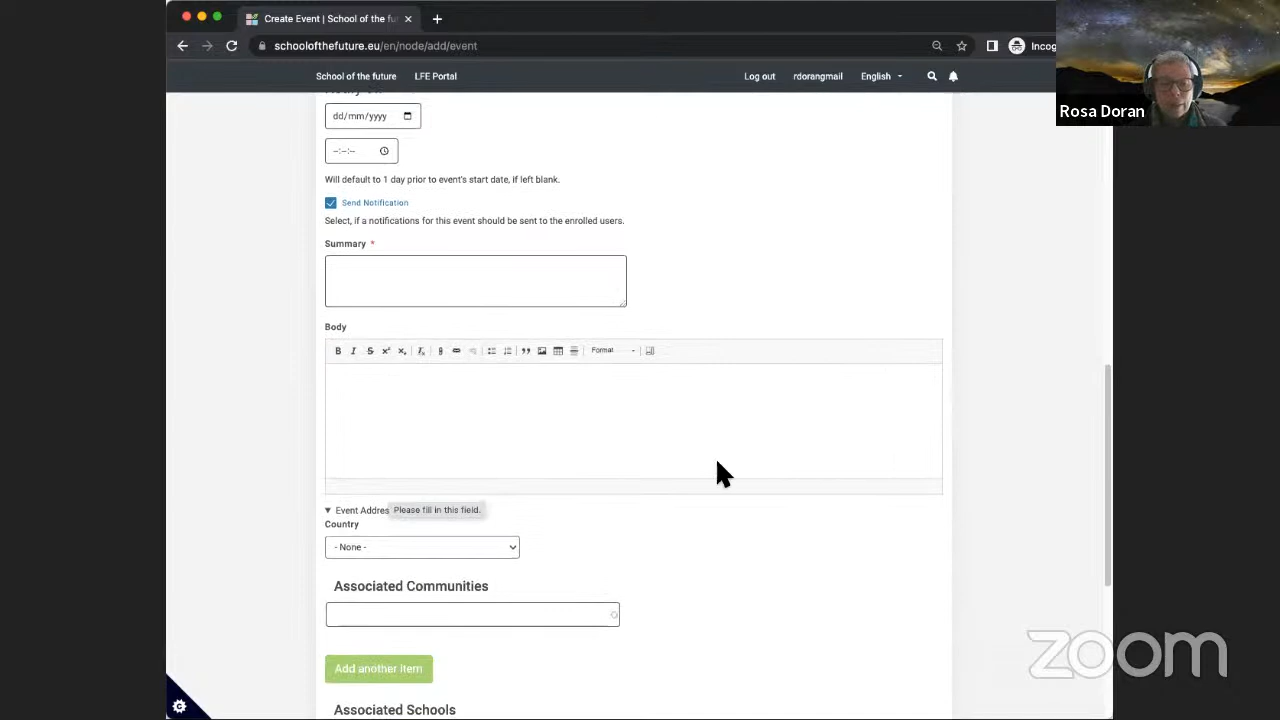 Create Event | School of the fu
schoolofthefuture.eu/en/node/add/event
Incog
School of the future
LFE Portal
Log out
rdorangmail
English
Rosa Doran
dd/mm/yyyy
--:--
Will default to 1 day prior to event's start date, if left blank.
Send Notification
Select, if a notifications for this event should be sent to the enrolled users.
Summary *
Body
Format
Event Addres
Please fill in this field.
Country
- None -
Associated Communities
Add another item
zoom
Associated Schools